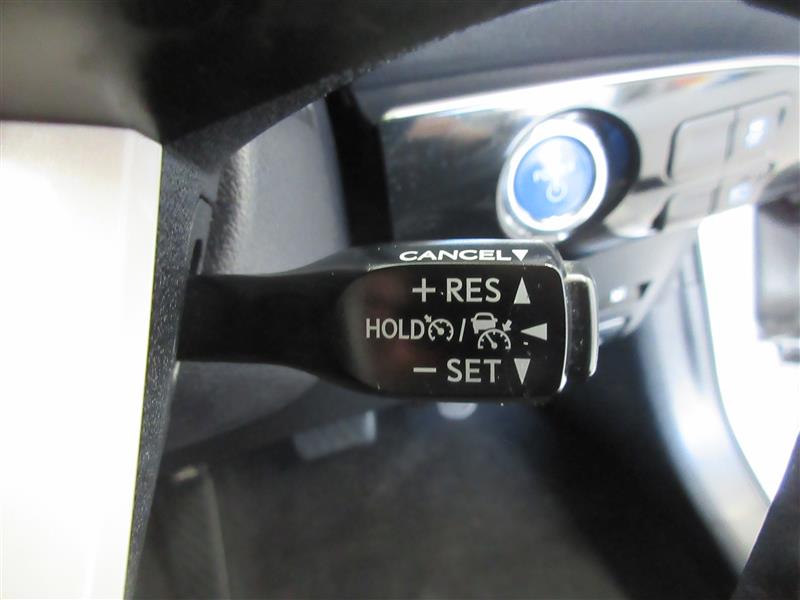 CANCEL▼
+ RES ▲
HOLD / ◀
− SET ▼